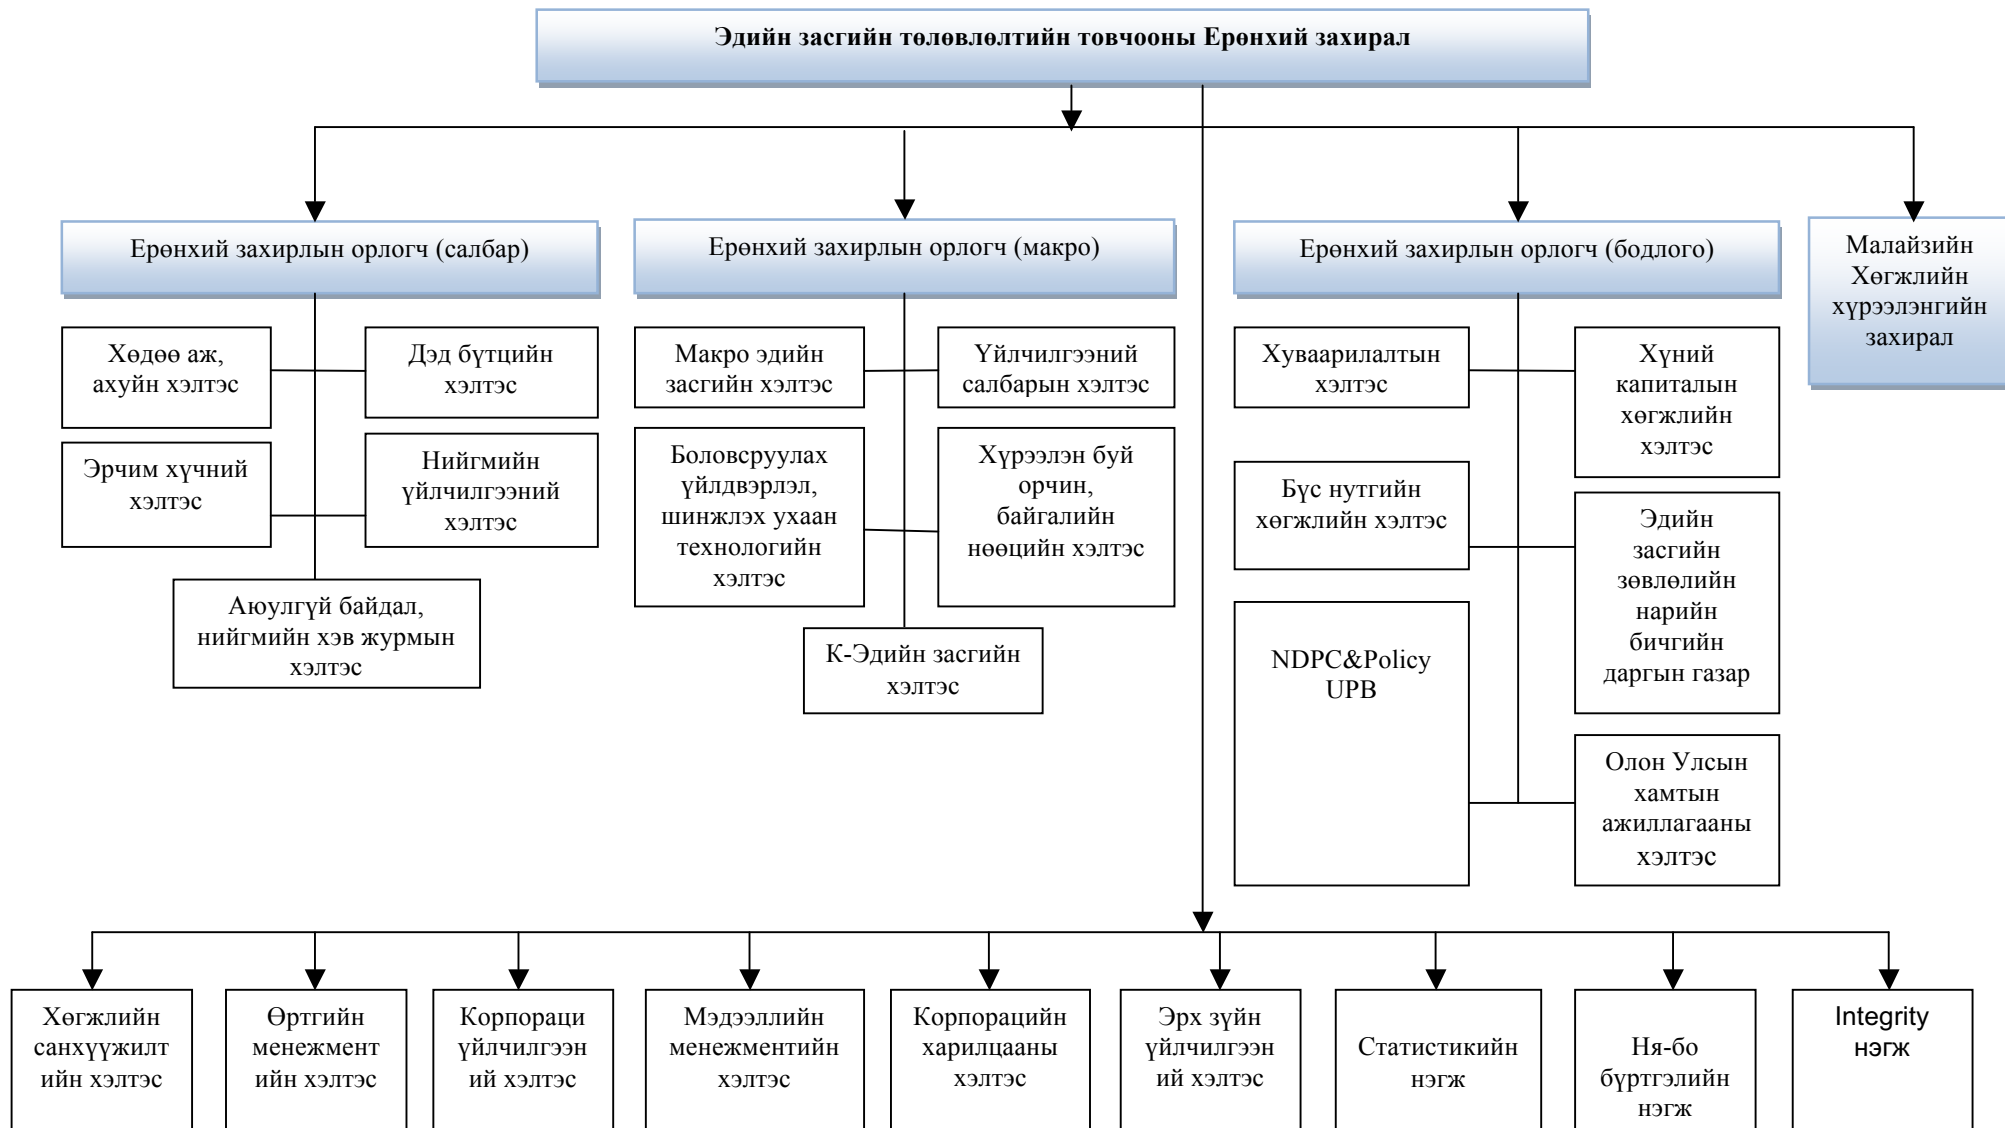 Эдийн засгийн төлөвлөлтийн товчооны Ерөнхий захирал
Ерөнхий захирлын орлогч (салбар)
Ерөнхий захирлын орлогч (макро)
Ерөнхий захирлын орлогч (бодлого)
Малайзийн
Хөгжлийн
хүрээлэнгийн
захирал
Хөдөө аж,
ахуйн хэлтэс
Дэд бүтцийн
хэлтэс
Эрчим хүчний
хэлтэс
Нийгмийн
үйлчилгээний
хэлтэс
Аюулгүй байдал,
нийгмийн хэв журмын
хэлтэс
Макро эдийн
засгийн хэлтэс
Үйлчилгээний
салбарын хэлтэс
Боловсруулах
үйлдвэрлэл,
шинжлэх ухаан
технологийн
хэлтэс
Хүрээлэн буй
орчин,
байгалийн
нөөцийн хэлтэс
К-Эдийн засгийн
хэлтэс
Хуваарилалтын
хэлтэс
Хүний
капиталын
хөгжлийн
хэлтэс
Бүс нутгийн
хөгжлийн хэлтэс
Эдийн
засгийн
зөвлөлийн
нарийн
бичгийн
даргын газар
NDPC&Policy
UPB
Олон Улсын
хамтын
ажиллагааны
хэлтэс
Хөгжлийн
санхүүжилт
ийн хэлтэс
Өртгийн
менежмент
ийн хэлтэс
Корпораци
үйлчилгээн
ий хэлтэс
Мэдээллийн
менежментийн
хэлтэс
Корпорацийн
харилцааны
хэлтэс
Эрх зүйн
үйлчилгээн
ий хэлтэс
Статистикийн
нэгж
Ня-бо
бүртгэлийн
нэгж
Integrity
нэгж